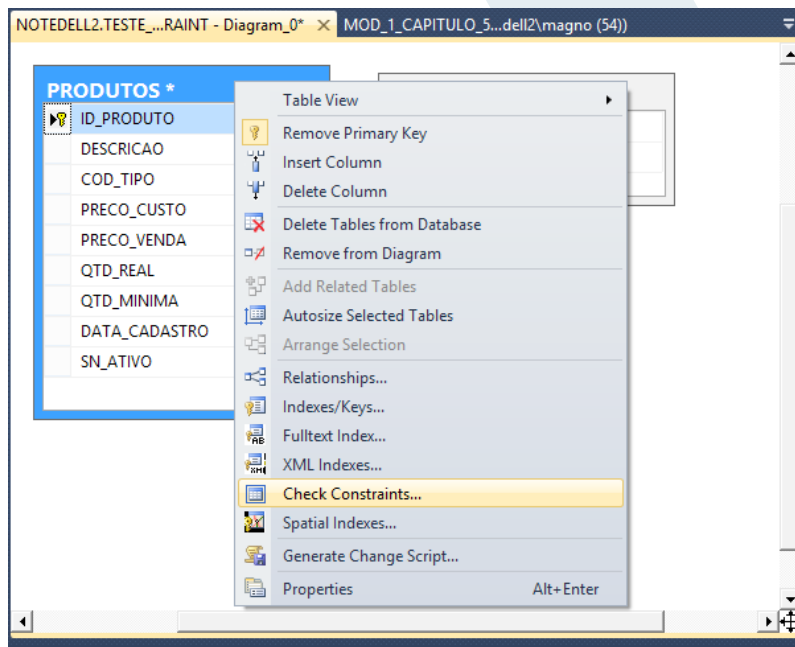 NOTEDELL2.TESTE_...RAINT - Diagram_0* MOD_1_CAPITULO_5...dell2\magno (54))
PRODUTOS *
ID_PRODUTO
DESCRICAO
COD_TIPO
PRECO_CUSTO
PRECO_VENDA
QTD_REAL
QTD_MINIMA
DATA_CADASTRO
SN_ATIVO
Table View
Remove Primary Key
Insert Column
Delete Column
Delete Tables from Database
Remove from Diagram
Add Related Tables
Autosize Selected Tables
Arrange Selection
Relationships...
Indexes/Keys...
Fulltext Index...
XML Indexes...
Check Constraints...
Spatial Indexes...
Generate Change Script...
Properties Alt+Enter